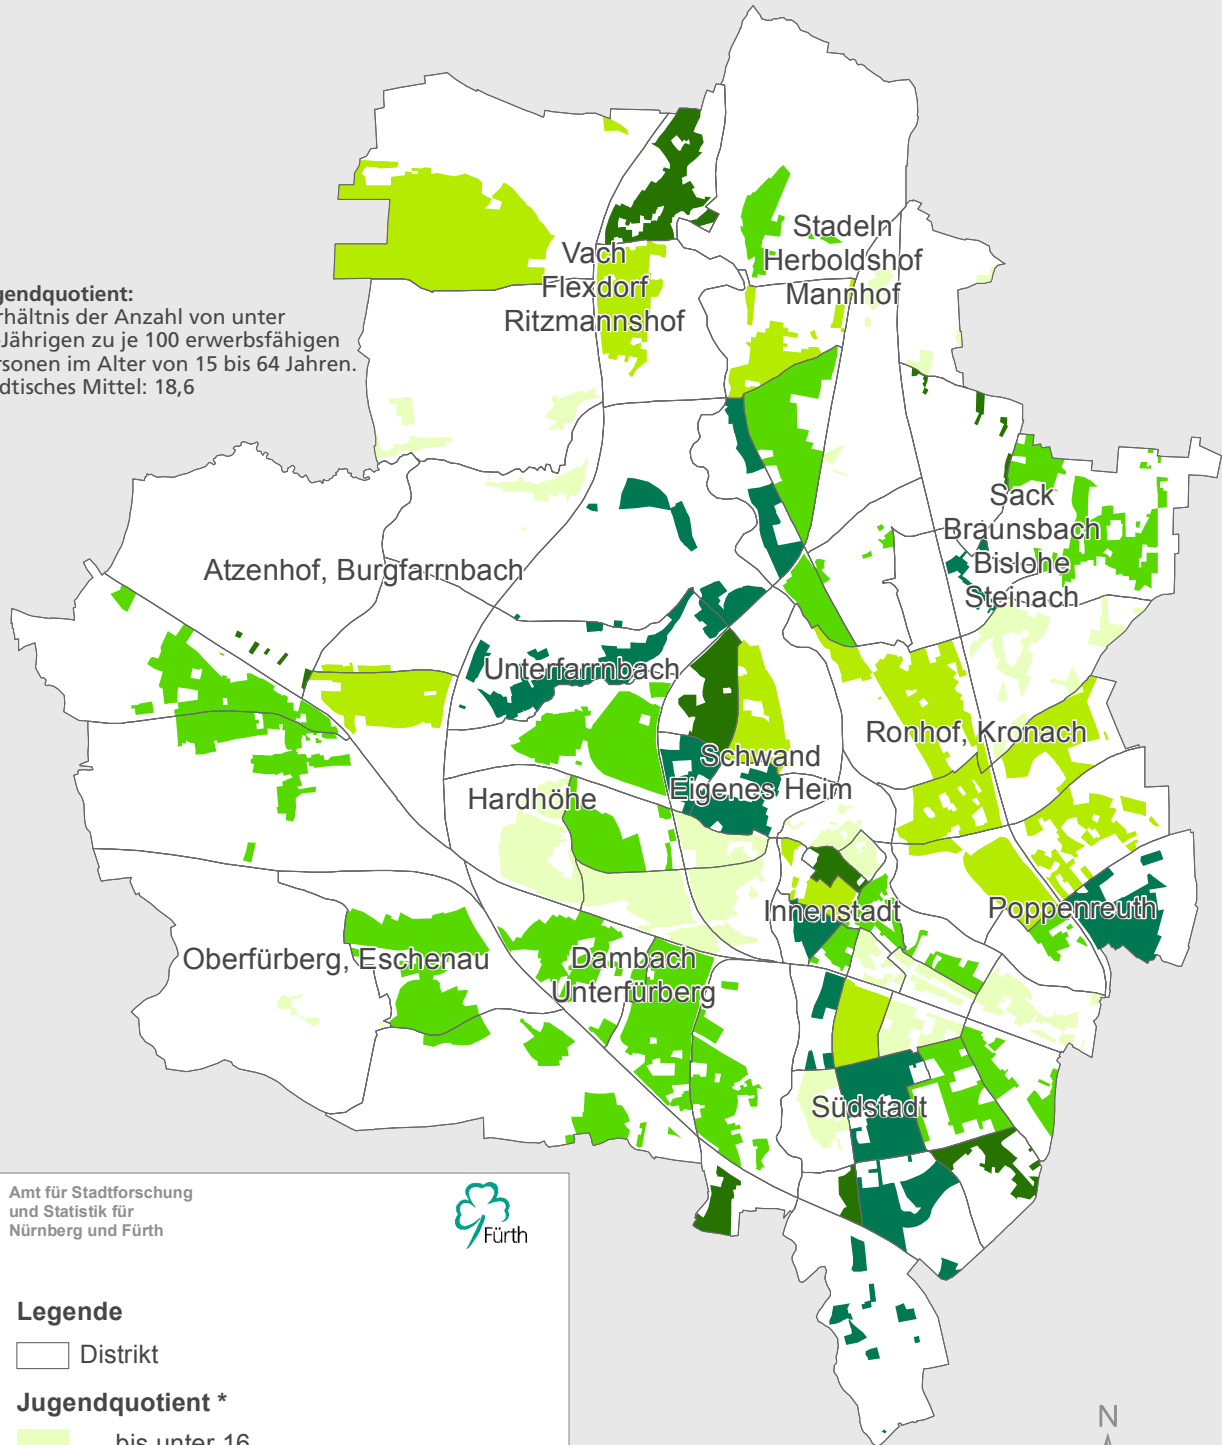 Stadeln
Herboldshof
Mannhof
Vach
Flexdorf
Ritzmannshof
gendquotient:
rhältnis der Anzahl von unter
Jährigen zu je 100 erwerbsfähigen
rsonen im Alter von 15 bis 64 Jahren.
dtisches Mittel: 18,6
Sack
Braunsbach
Bislohe
Steinach
Atzenhof, Burgfarrnbach
Unterfarrnbach
Ronhof, Kronach
Schwand
Eigenes Heim
Hardhöhe
Innenstadt
Poppenreuth
Oberfürberg, Eschenau
Dambach
Unterfürberg
Südstadt
Amt für Stadtforschung
und Statistik für
Nürnberg und Fürth
Fürth
Legende
Distrikt
Jugendquotient *
bis unter 16
N